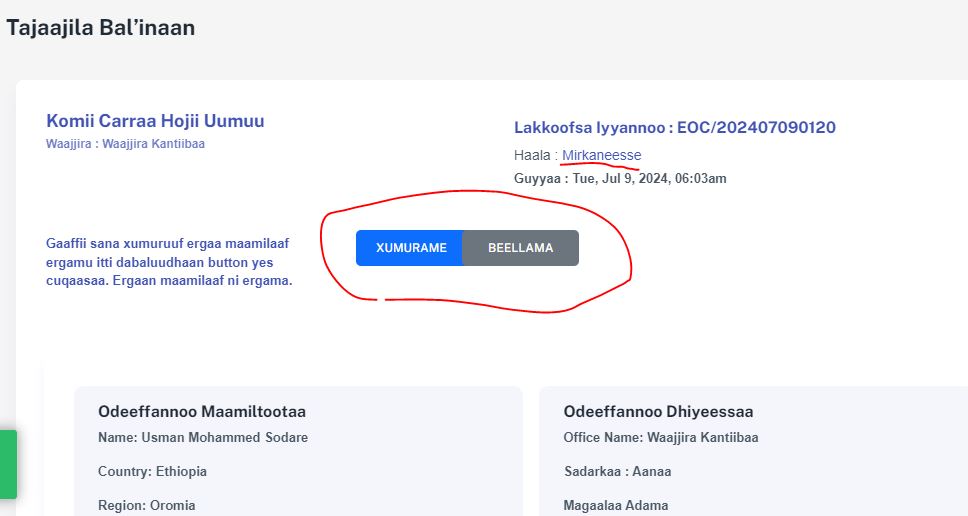 Tajaajila Bal’inaan
Komii Carraa Hojii Uumuu
Waajjira : Waajjira Kantiibaa
Lakkoofsa Iyyannoo : EOC/202407090120
Haala : Mirkaneesse
Guyyaa : Tue, Jul 9, 2024, 06:03am
Gaaffii sana xumuruuf ergaa maamilaaf
ergamu itti dabaluudhaan button yes
cuqaasaa. Ergaan maamilaaf ni ergama.
XUMURAME
BEELLAMA
Odeeffannoo Maamiltootaa
Name: Usman Mohammed Sodare
Country: Ethiopia
Region: Oromia
Odeeffannoo Dhiyeessaa
Office Name: Waajjira Kantiibaa
Sadarkaa : Aanaa
Magaalaa Adama